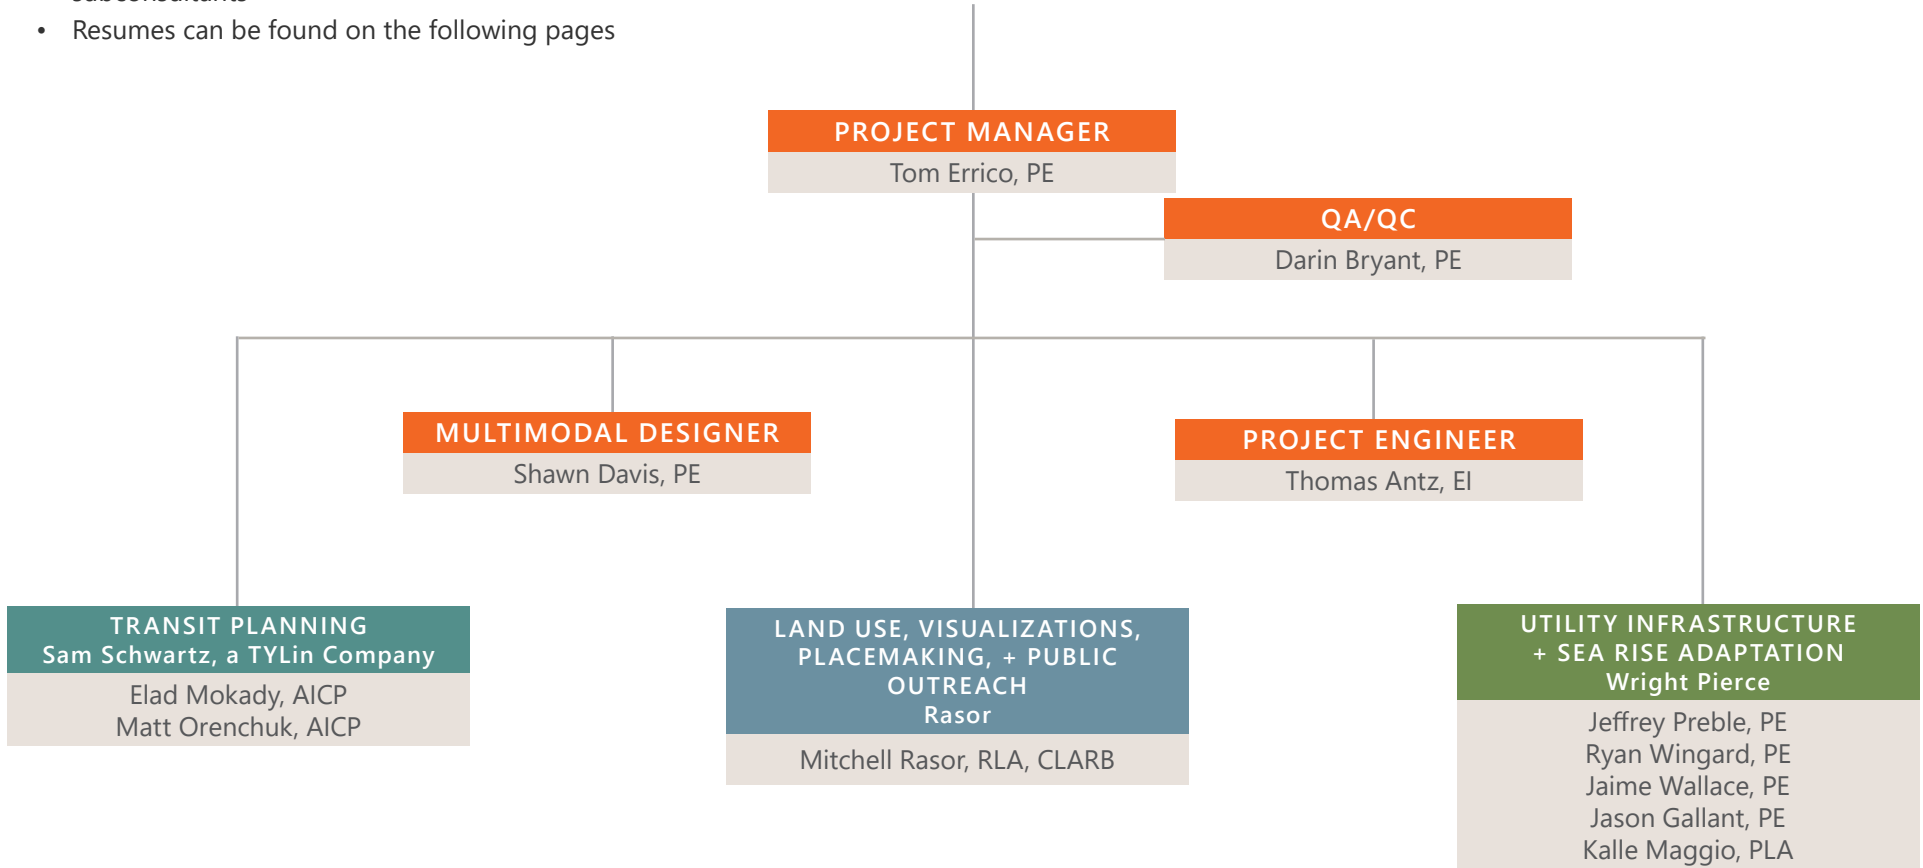 subconsultants
• Resumes can be found on the following pages
PROJECT MANAGER
Tom Errico, PE
QA/QC
Darin Bryant, PE
MULTIMODAL DESIGNER
Shawn Davis, PE
PROJECT ENGINEER
Thomas Antz, EI
TRANSIT PLANNING
Sam Schwartz, a TYLin Company
Elad Mokady, AICP
Matt Orenchuk, AICP
LAND USE, VISUALIZATIONS,
PLACEMAKING, + PUBLIC
OUTREACH
Rasor
Mitchell Rasor, RLA, CLARB
UTILITY INFRASTRUCTURE
+ SEA RISE ADAPTATION
Wright Pierce
Jeffrey Preble, PE
Ryan Wingard, PE
Jaime Wallace, PE
Jason Gallant, PE
Kalle Maggio, PLA